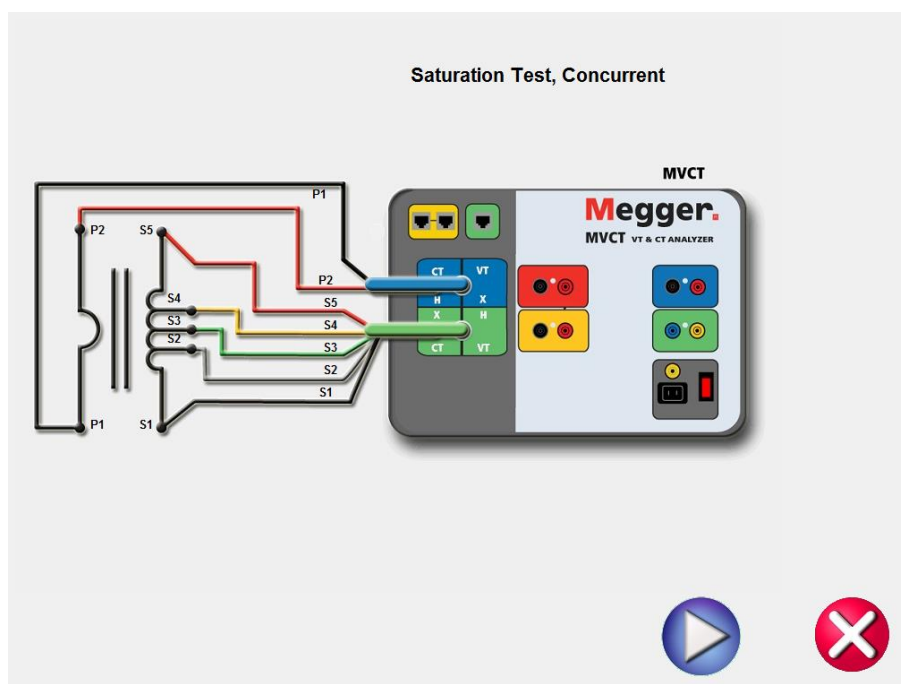 Saturation Test, Concurrent
MVCT
P1
Megger.
MVCT VT & CT ANALYZER
P2
S5
P2
CT
VT
S4
S5
H
X
S3
S4
X
H
S2
S3
CT
VT
S2
S1
P1
S1